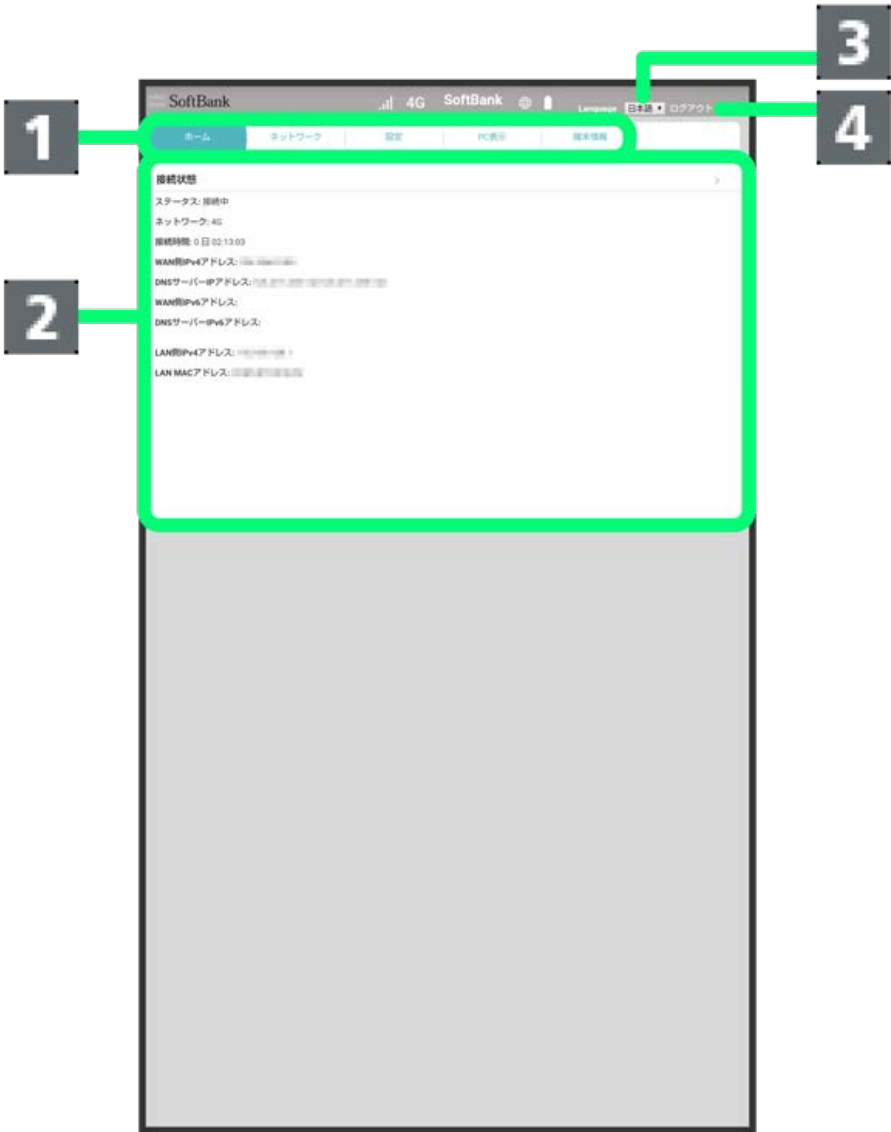 3
SoftBank 4G SoftBank Language 日本語 ログアウト
4
1
ホーム ネットワーク 設定 PC表示 端末情報
接続状態
ステータス: 接続中
ネットワーク: 4G
接続時間: 0 日 02:13:03
WAN側IPv4アドレス:
DNSサーバーIPアドレス:
2
WAN側IPv6アドレス:
DNSサーバーIPv6アドレス:
LAN側IPv4アドレス:
LAN MACアドレス: